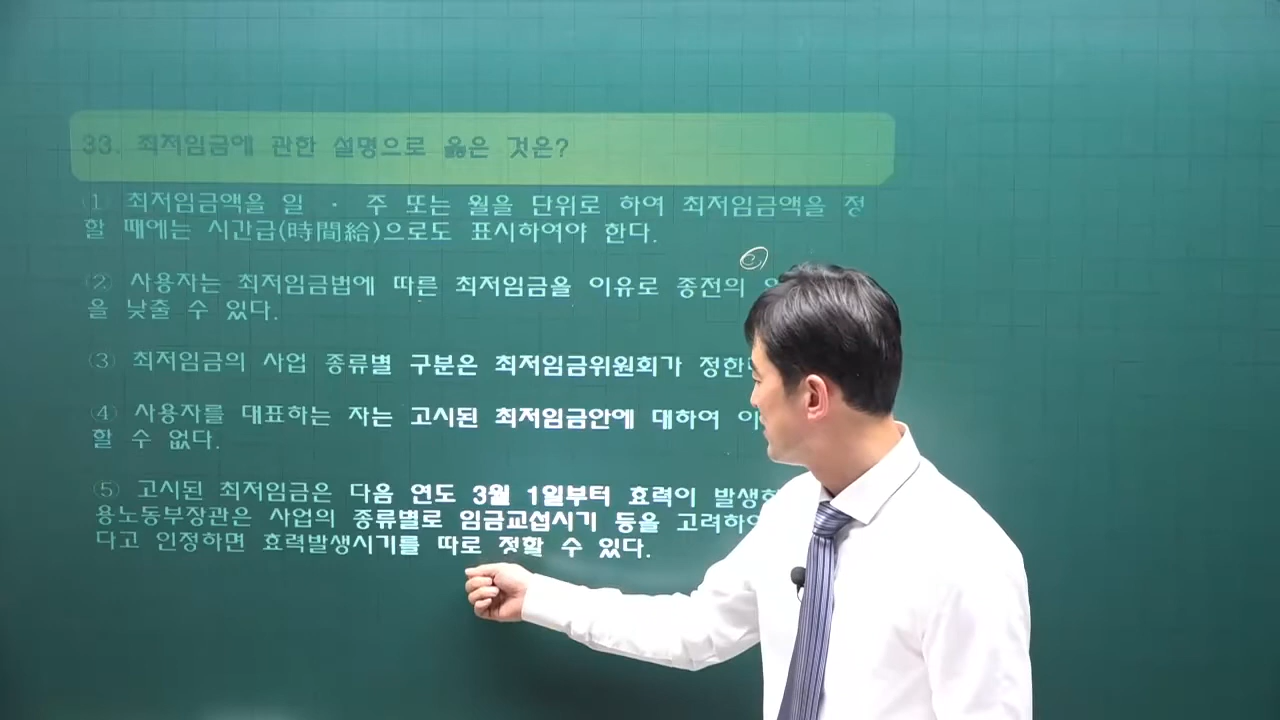 33. 최저임금에 관한 설명으로 옳은 것은?
① 최저임금액을 일 · 주 또는 월을 단위로 하여 최저임금액을 정
할 때에는 시간급(時間給)으로도 표시하여야 한다.
② 사용자는 최저임금법에 따른 최저임금을 이유로 종전의
을 낮출 수 있다.
③ 최저임금의 사업 종류별 구분은 최저임금위원회가
④ 사용자를 대표하는 자는 고시된 최저임금안에 대하여
할 수 없다.
⑤ 고시된 최저임금은 다음 연도 3월 1일부터 효력이
용노동부장관은 사업의 종류별로 임금교섭시기 등을
다고 인정하면 효력발생시기를 따로 정할 수 있다.